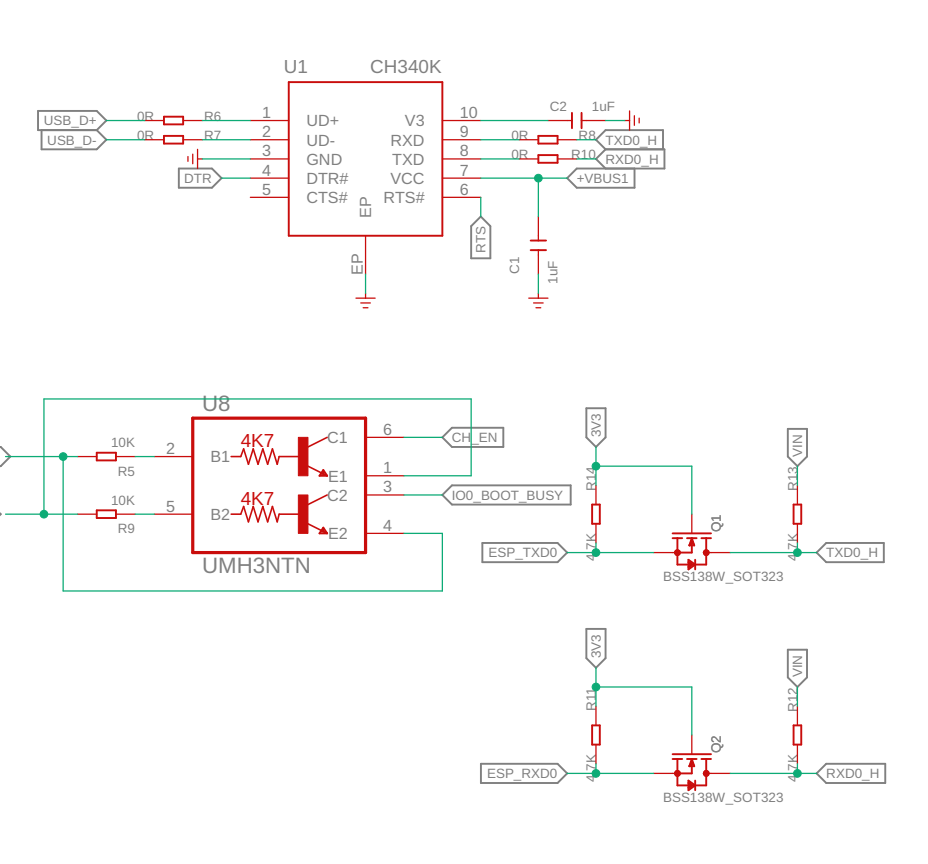 U1 CH340K
C2 1uF
USB_D+ 0R R6 1 UD+ V3 10
USB_D- 0R R7 2 UD- RXD 9 0R R8 TXD0_H
3 GND TXD 8 0R R10 RXD0_H
DTR 4 DTR# VCC 7 +VBUS1
5 CTS# RTS# 6
EP
EP
RTS
C1 1uF
U8
10K 2 B1 4K7 C1 6 CH_EN
R5 E1 1
10K 5 B2 4K7 C2 3 IO0_BOOT_BUSY
R9 E2 4
UMH3NTN
3V3 VIN
R14 R13
Q1
4.7K 4.7K
ESP_TXD0 TXD0_H
BSS138W_SOT323
3V3 VIN
R11 R12
Q2
4.7K 4.7K
ESP_RXD0 RXD0_H
BSS138W_SOT323